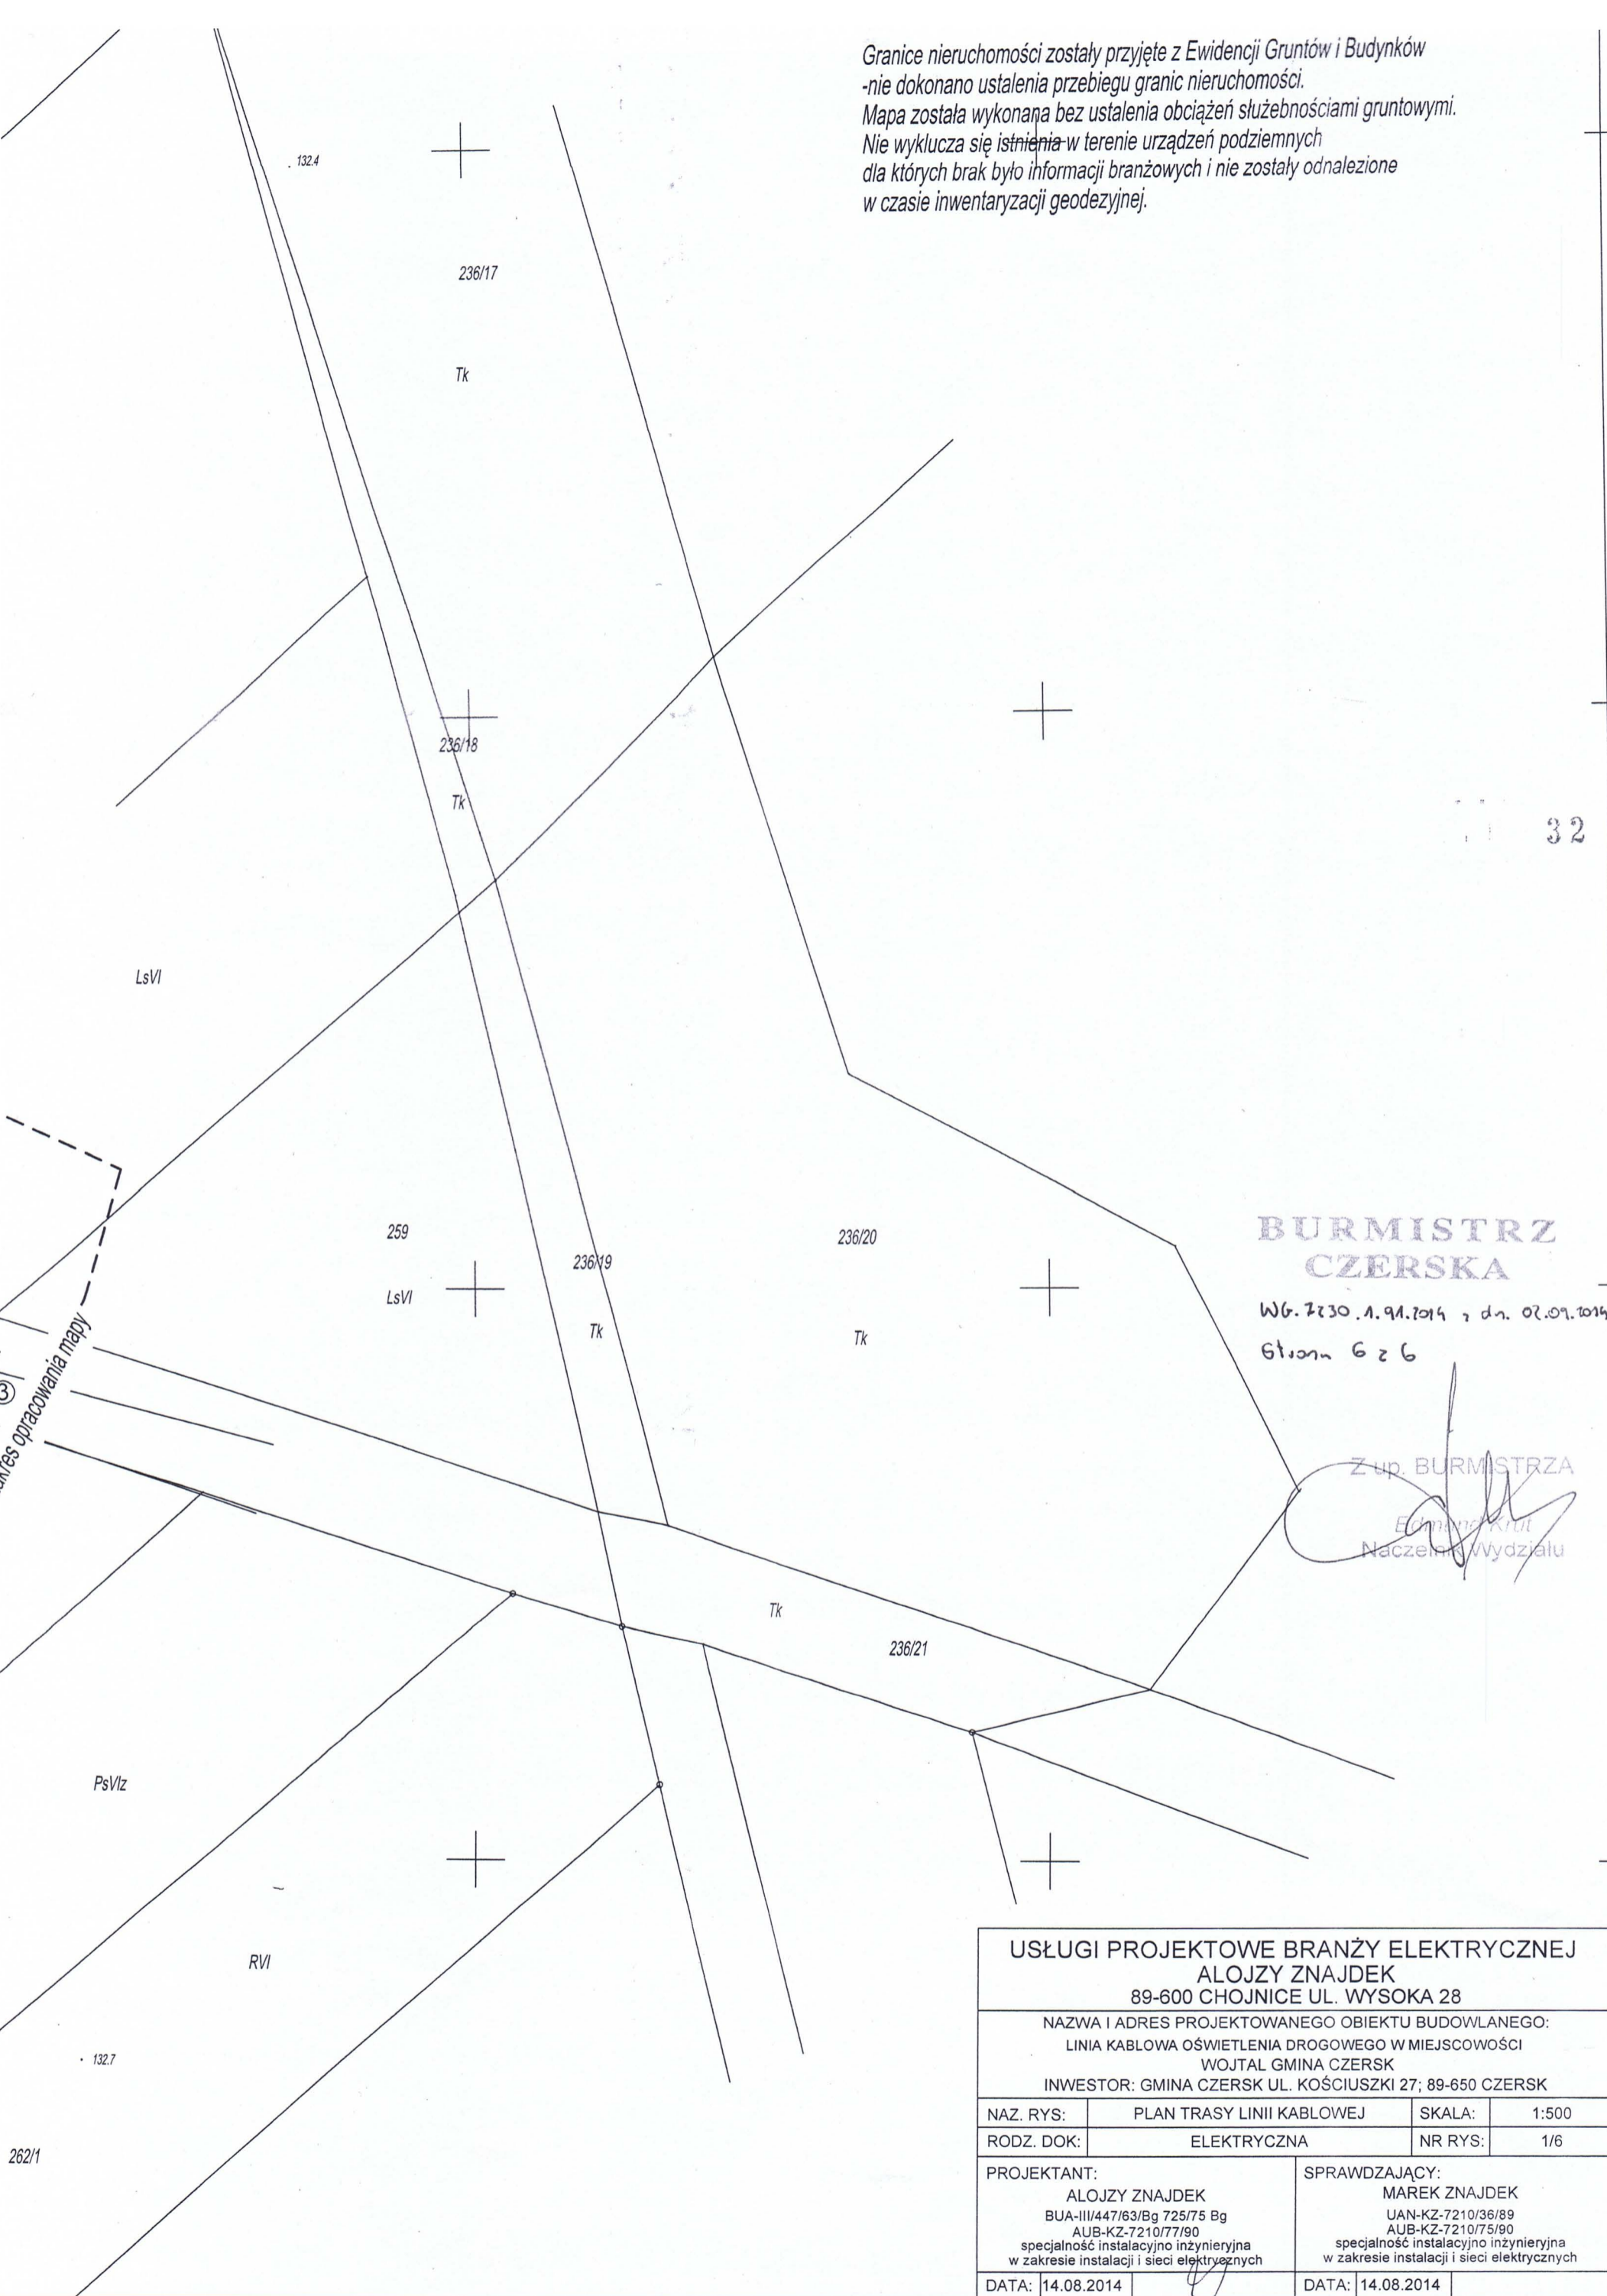 Granice nieruchomości zostały przyjęte z Ewidencji Gruntów i Budynków
-nie dokonano ustalenia przebiegu granic nieruchomości.
Mapa została wykonana bez ustalenia obciążeń służebnościami gruntowymi.
Nie wyklucza się istnienia w terenie urządzeń podziemnych
dla których brak było informacji branżowych i nie zostały odnalezione
w czasie inwentaryzacji geodezyjnej.
132.4
236/17
Tk
236/18
Tk
32
LsVI
259
236/19
236/20
LsVI
Tk
Tk
BURMISTRZ
CZERSKA
dn. 02.09.2014
6 z 6
3
opracowania mapy
Z up. BURMISTRZA
Edmund Krut
Naczelnik Wydziału
Tk
236/21
PsVIz
RVI
132.7
262/1
USŁUGI PROJEKTOWE BRANŻY ELEKTRYCZNEJ
ALOJZY ZNAJDEK
89-600 CHOJNICE UL. WYSOKA 28
NAZWA I ADRES PROJEKTOWANEGO OBIEKTU BUDOWLANEGO:
LINIA KABLOWA OŚWIETLENIA DROGOWEGO W MIEJSCOWOŚCI
WOJTAL GMINA CZERSK
INWESTOR: GMINA CZERSK UL. KOŚCIUSZKI 27; 89-650 CZERSK
NAZ. RYS: PLAN TRASY LINII KABLOWEJ SKALA: 1:500
RODZ. DOK: ELEKTRYCZNA NR RYS: 1/6
PROJEKTANT:
ALOJZY ZNAJDEK
BUA-III/447/63/Bg 725/75 Bg
AUB-KZ-7210/77/90
specjalność instalacyjno inżynieryjna
w zakresie instalacji i sieci elektrycznych
DATA: 14.08.2014
SPRAWDZAJĄCY:
MAREK ZNAJDEK
UAN-KZ-7210/36/89
AUB-KZ-7210/75/90
specjalność instalacyjno inżynieryjna
w zakresie instalacji i sieci elektrycznych
DATA: 14.08.2014